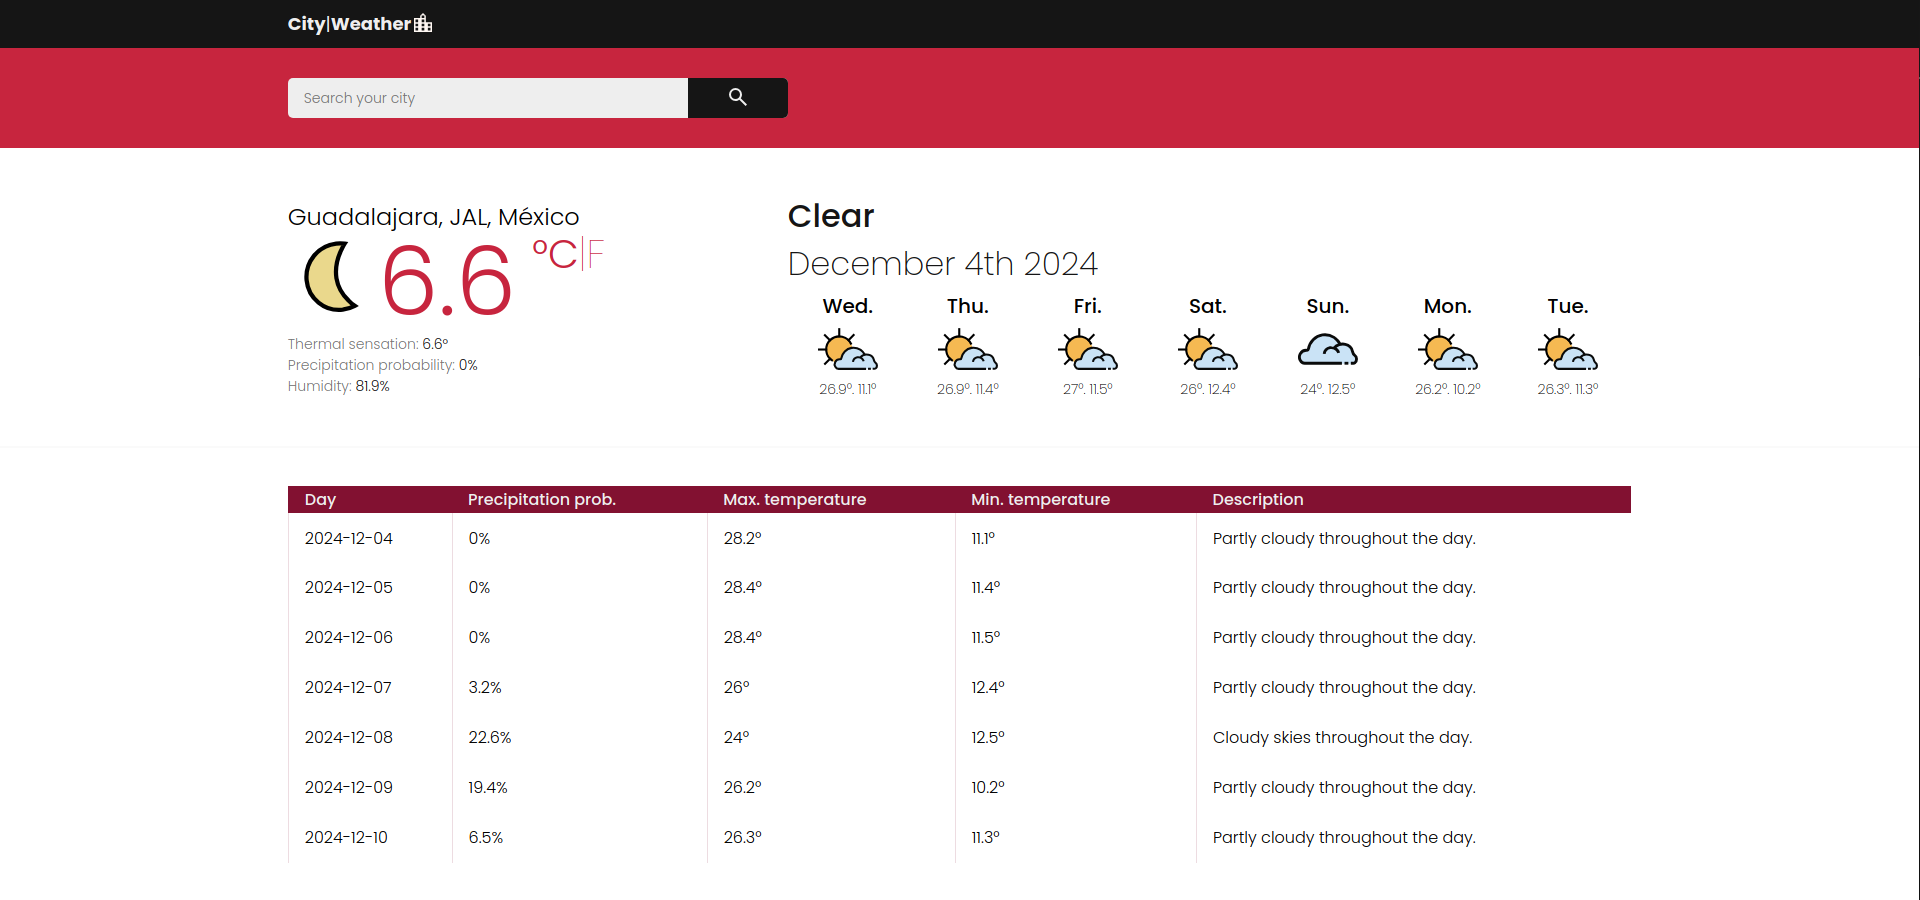 City|Weather
Search your city
Guadalajara, JAL, México
6.6 °C|F
Thermal sensation: 6.6°
Precipitation probability: 0%
Humidity: 81.9%
Clear
December 4th 2024
Wed. Thu. Fri. Sat. Sun. Mon. Tue.
26.9°. 11.1° 26.9°. 11.4° 27°. 11.5° 26°. 12.4° 24°. 12.5° 26.2°. 10.2° 26.3°. 11.3°
Day Precipitation prob. Max. temperature Min. temperature Description
2024-12-04 0% 28.2° 11.1° Partly cloudy throughout the day.
2024-12-05 0% 28.4° 11.4° Partly cloudy throughout the day.
2024-12-06 0% 28.4° 11.5° Partly cloudy throughout the day.
2024-12-07 3.2% 26° 12.4° Partly cloudy throughout the day.
2024-12-08 22.6% 24° 12.5° Cloudy skies throughout the day.
2024-12-09 19.4% 26.2° 10.2° Partly cloudy throughout the day.
2024-12-10 6.5% 26.3° 11.3° Partly cloudy throughout the day.